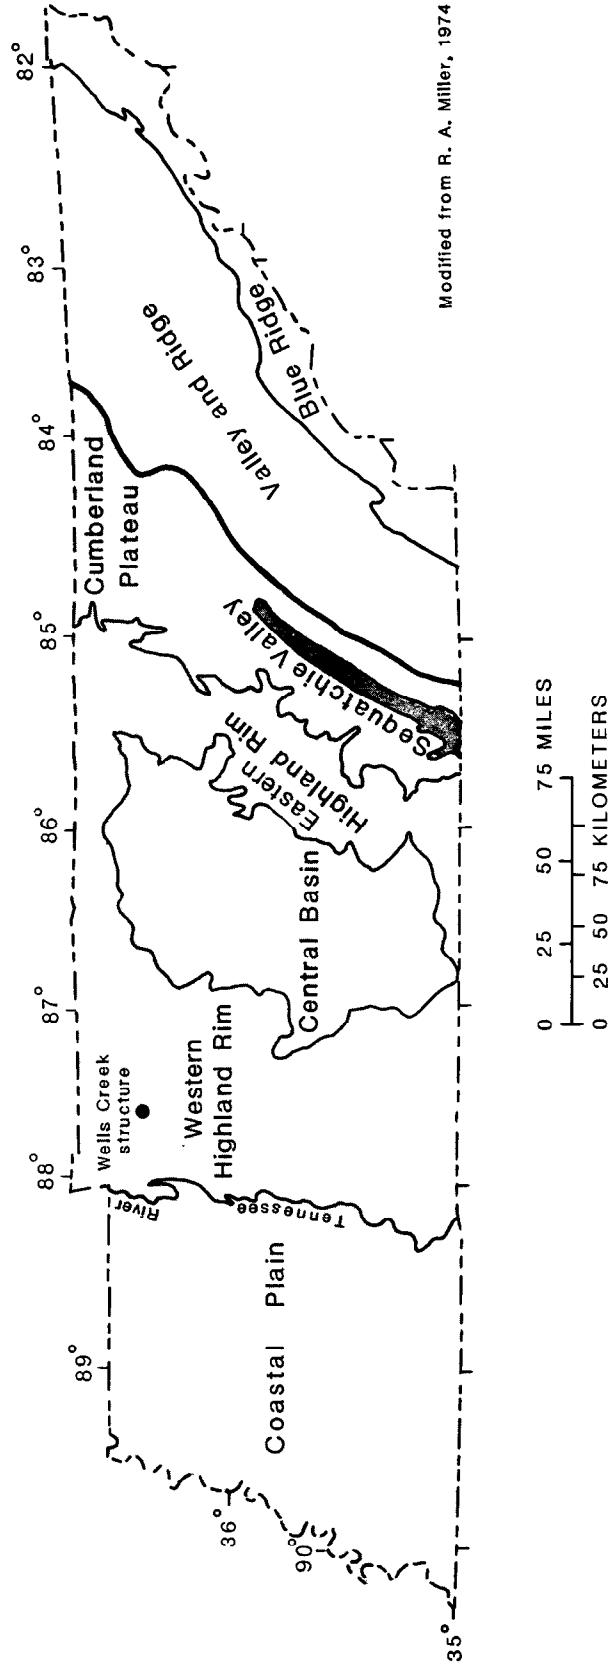 89°
88°
87°
86°
85°
84°
83°
82°
Wells Creek
structure
Cumberland
Plateau
River
Western
Highland Rim
Valley and Ridge
Tennessee
Coastal Plain
Central Basin
Eastern
Highland Rim
Sequatchie Valley
Blue Ridge
36°
90°
35°
0 25 50 75 MILES
0 25 50 75 KILOMETERS
Modified from R. A. Miller, 1974